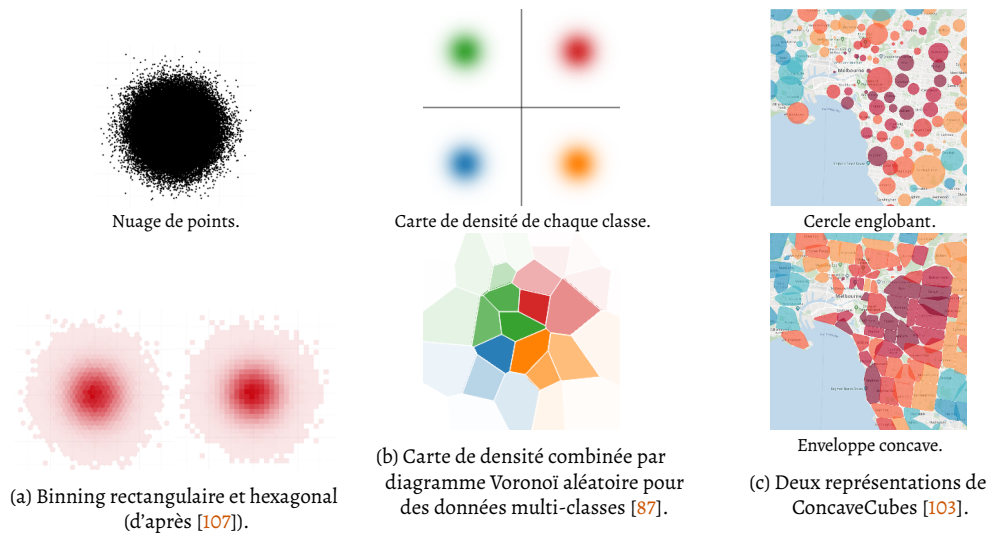 Nuage de points.
(a) Binning rectangulaire et hexagonal
(d'après [107]).
Carte de densité de chaque classe.
(b) Carte de densité combinée par
diagramme Voronoï aléatoire pour
des données multi-classes [87].
Melbourne
Cercle englobant.
Melbourne
Enveloppe concave.
(c) Deux représentations de
ConcaveCubes [103].